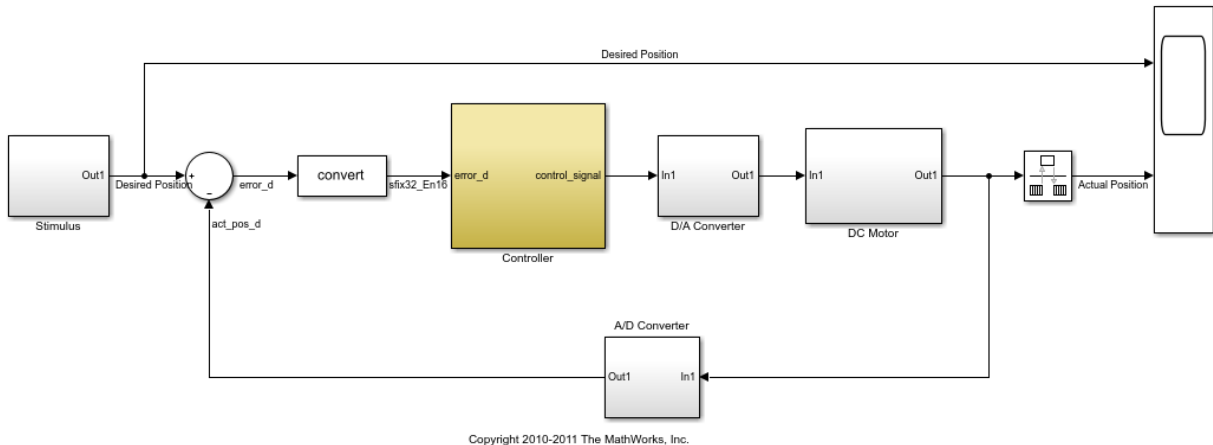 Desired Position
Out1
Desired Position
Stimulus
+
−
error_d
act_pos_d
convert
sfix32_En16
error_d
control_signal
Controller
In1
Out1
D/A Converter
In1
Out1
DC Motor
Actual Position
A/D Converter
Out1
In1
Copyright 2010-2011 The MathWorks, Inc.